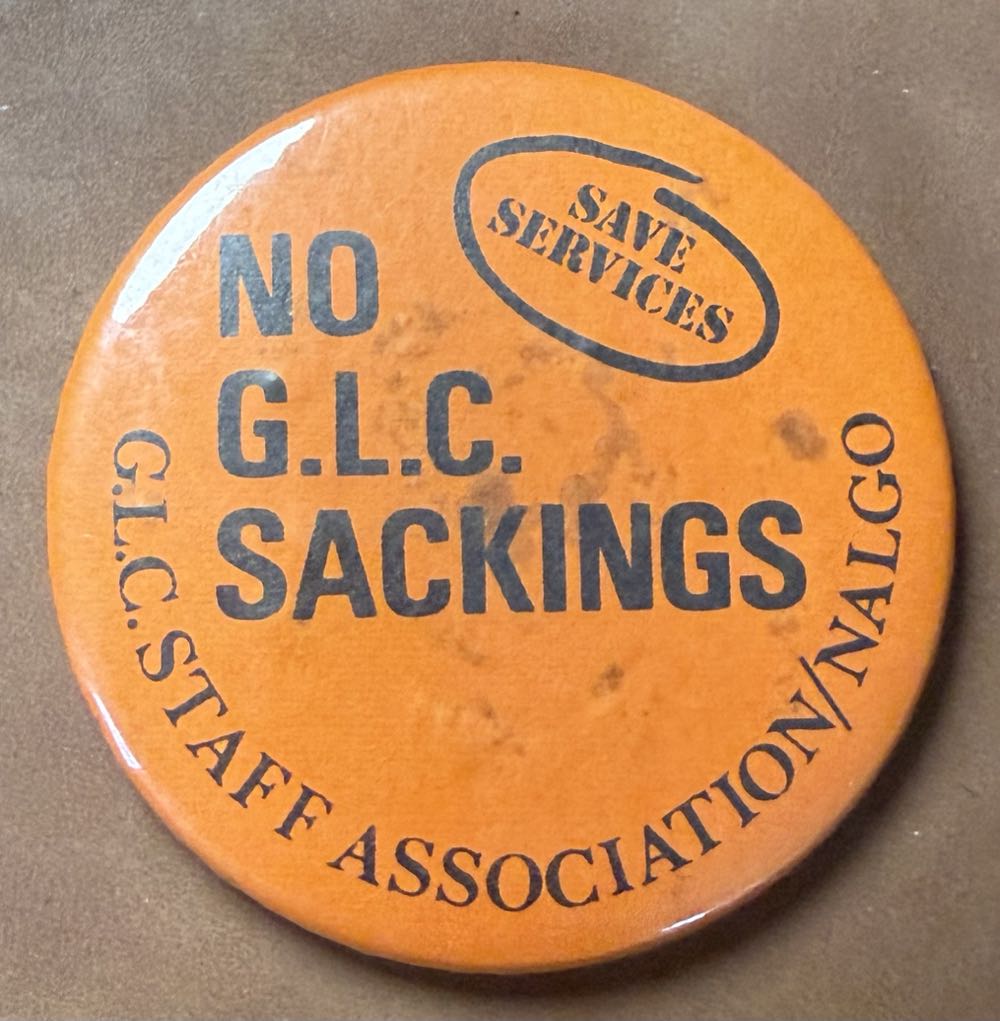 SAVE
SERVICES
NO
G.L.C.
SACKINGS
G.L.C. STAFF ASSOCIATION/NALGO